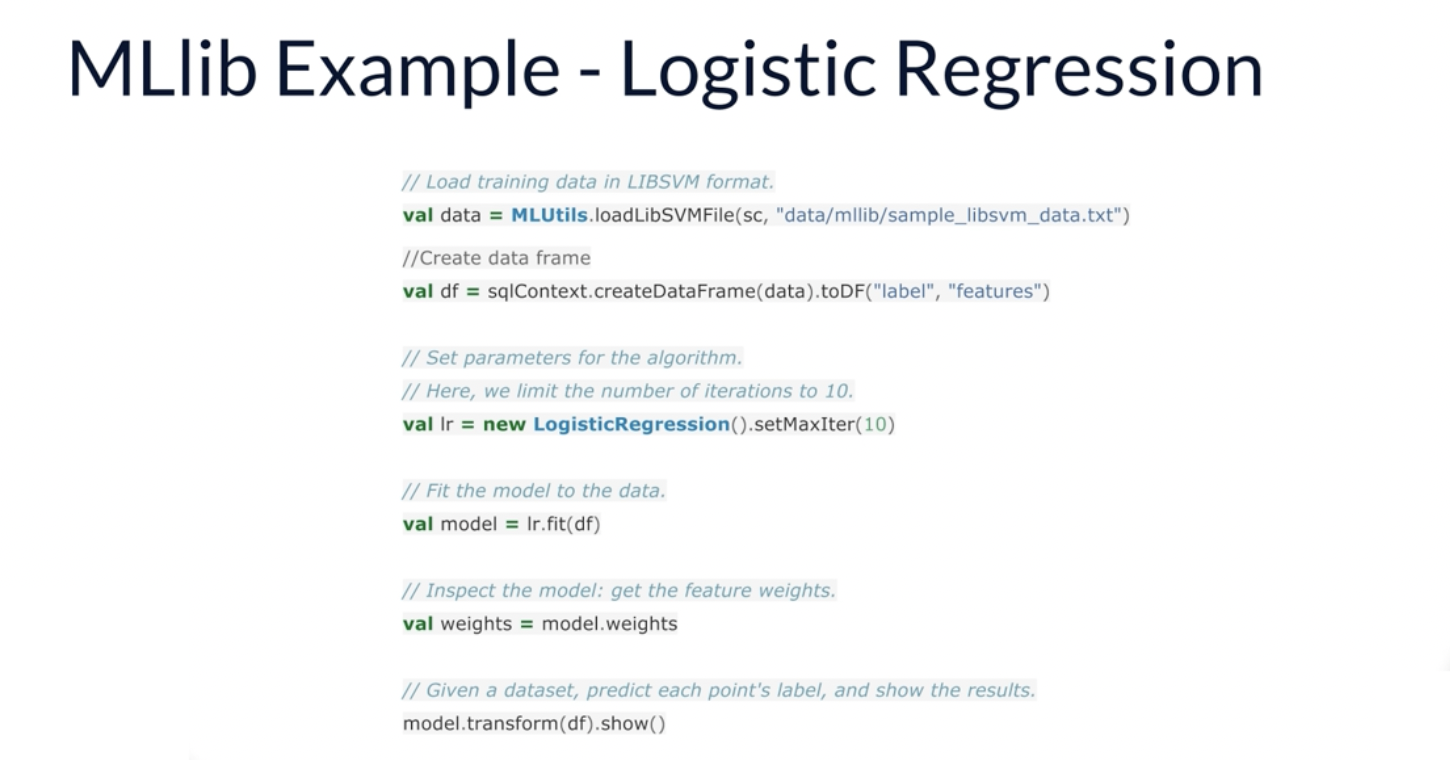 MLlib Example - Logistic Regression
// Load training data in LIBSVM format.
val data = MLUtils.loadLibSVMFile(sc, "data/mllib/sample_libsvm_data.txt")
//Create data frame
val df = sqlContext.createDataFrame(data).toDF("label", "features")
// Set parameters for the algorithm.
// Here, we limit the number of iterations to 10.
val lr = new LogisticRegression().setMaxIter(10)
// Fit the model to the data.
val model = lr.fit(df)
// Inspect the model: get the feature weights.
val weights = model.weights
// Given a dataset, predict each point's label, and show the results.
model.transform(df).show()